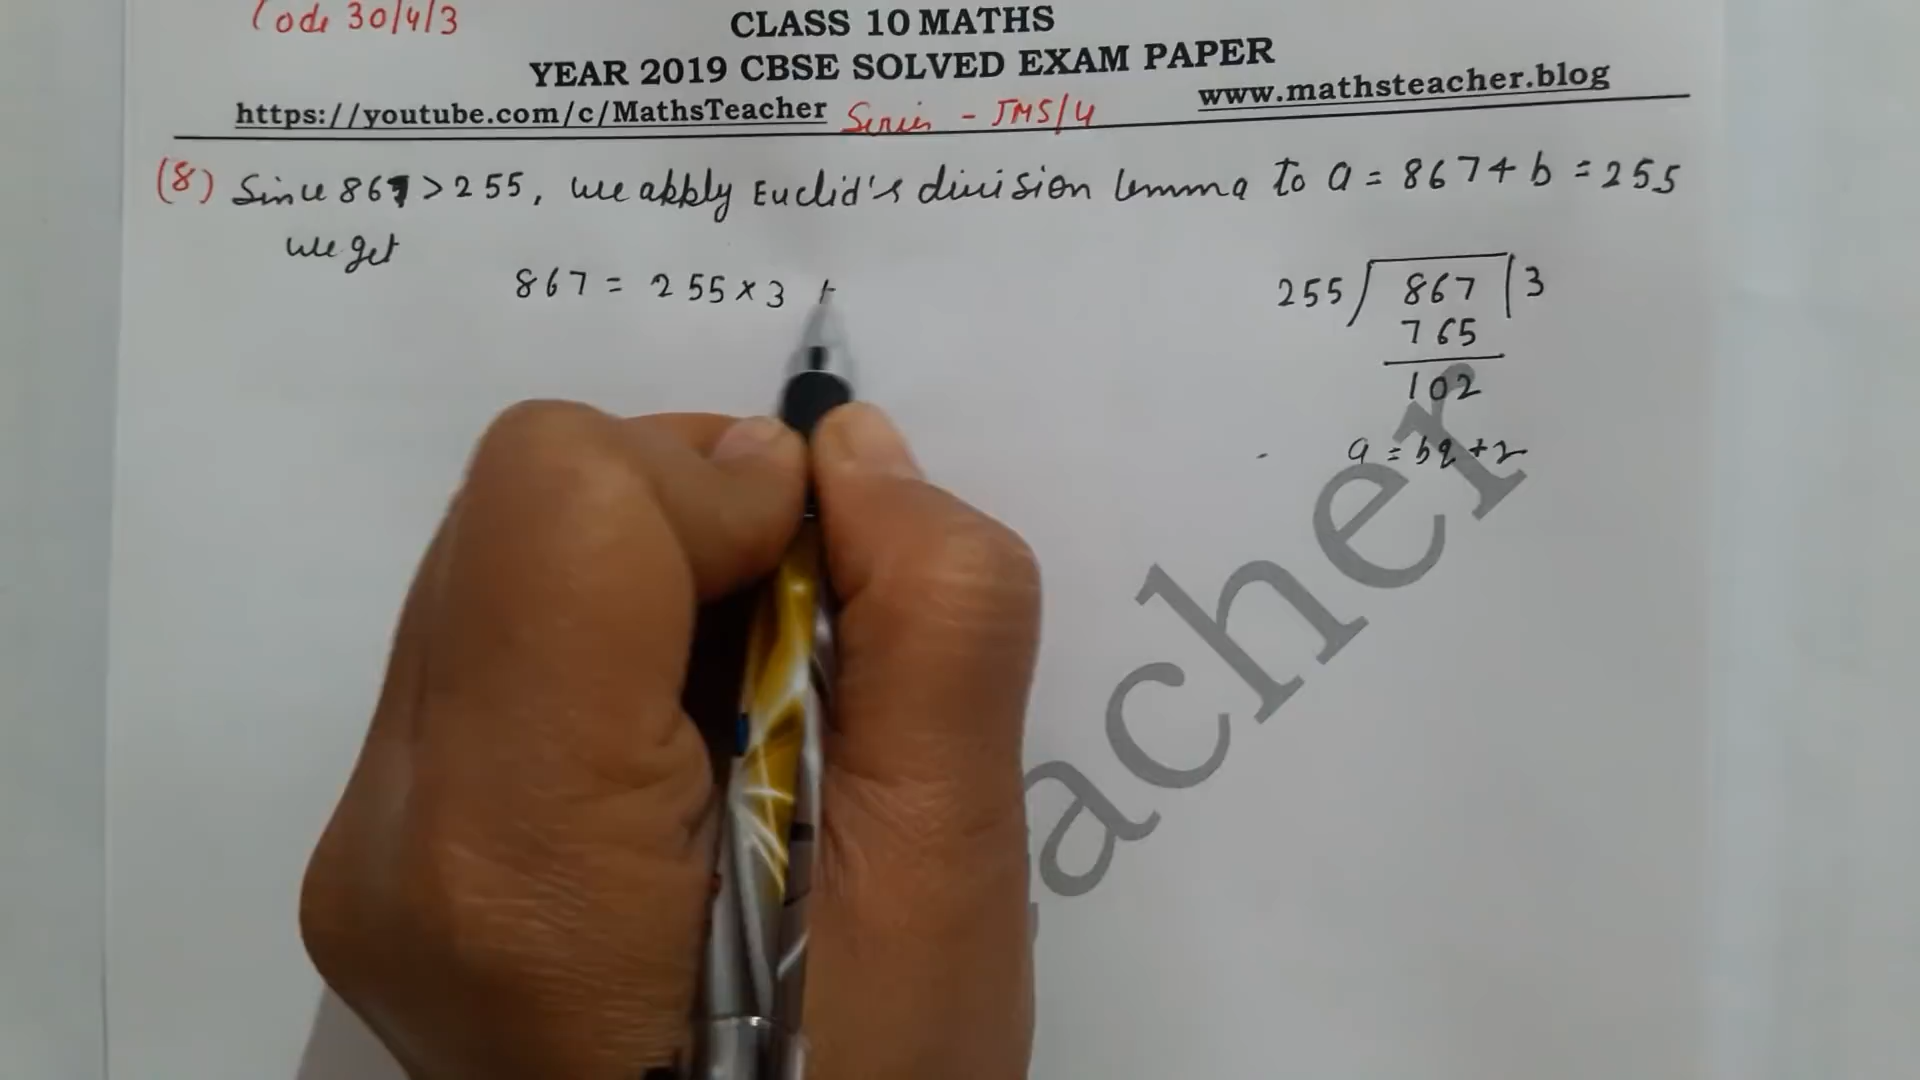 Code 30/4/3
CLASS 10 MATHS
YEAR 2019 CBSE SOLVED EXAM PAPER
https://youtube.com/c/MathsTeacher Series - JMS/4 www.mathsteacher.blog
(8) Since 867 > 255, we apply Euclid's division lemma to a = 867 + b = 255
we get
867 = 255 × 3 +
255 867 3
765
102
a = bq + r
acher